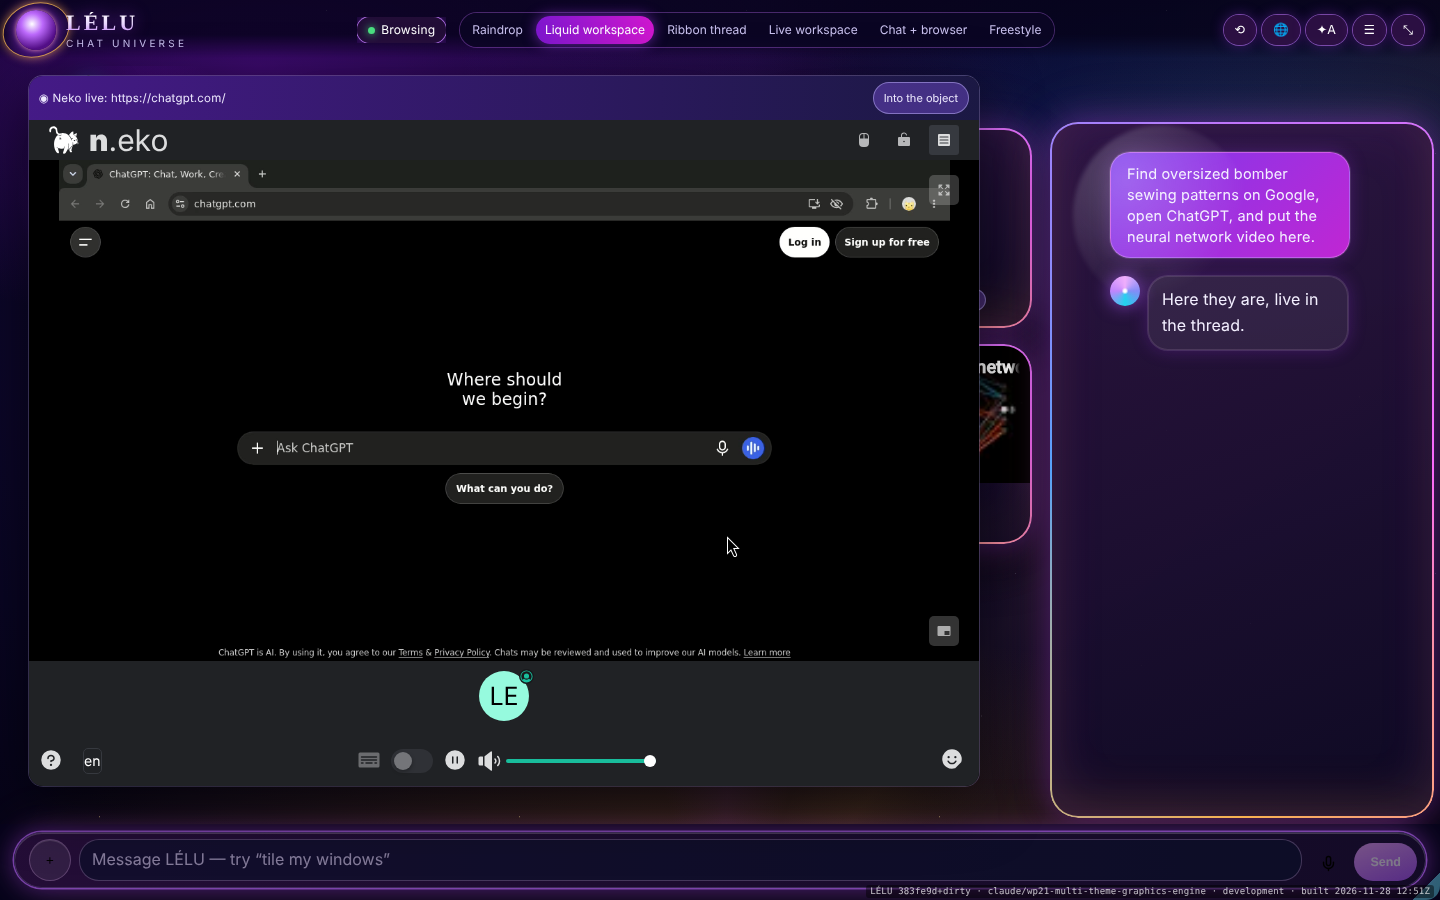 LÉLU
CHAT UNIVERSE
Browsing
Raindrop
Liquid workspace
Ribbon thread
Live workspace
Chat + browser
Freestyle
✦A
Neko live: https://chatgpt.com/
Into the object
n.eko
ChatGPT: Chat, Work, Cre
chatgpt.com
Log in
Sign up for free
Where should
we begin?
Ask ChatGPT
What can you do?
ChatGPT is AI. By using it, you agree to our Terms & Privacy Policy. Chats may be reviewed and used to improve our AI models. Learn more
LE
en
netw
Find oversized bomber
sewing patterns on Google,
open ChatGPT, and put the
neural network video here.
Here they are, live in
the thread.
Message LÉLU — try “tile my windows”
Send
LÉLU 383fe9d+dirty · claude/wp21-multi-theme-graphics-engine · development · built 2026-11-28 12:51Z